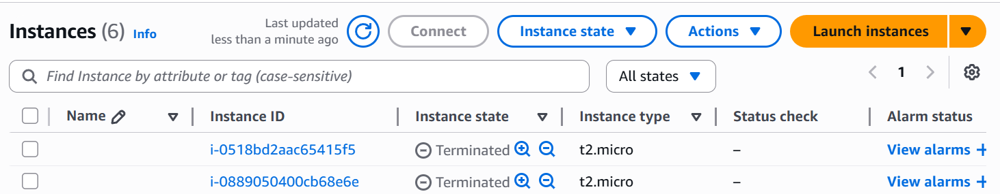 Instances (6) Info
Last updated
less than a minute ago
Connect
Instance state
Actions
Launch instances
Find Instance by attribute or tag (case-sensitive)
All states
1
Name Instance ID Instance state Instance type Status check Alarm status
i-0518bd2aac65415f5 Terminated t2.micro – View alarms +
i-0889050400cb68e6e Terminated t2.micro – View alarms +